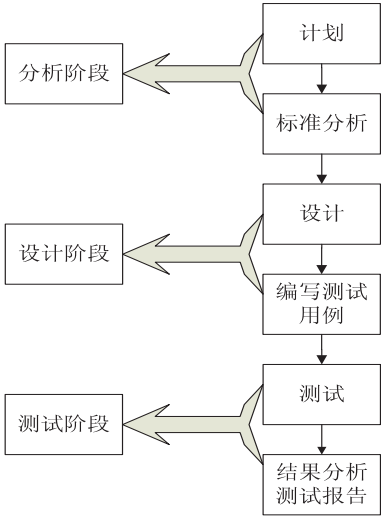 计划
分析阶段
标准分析
设计
设计阶段
编写测试
用例
测试
测试阶段
结果分析
测试报告